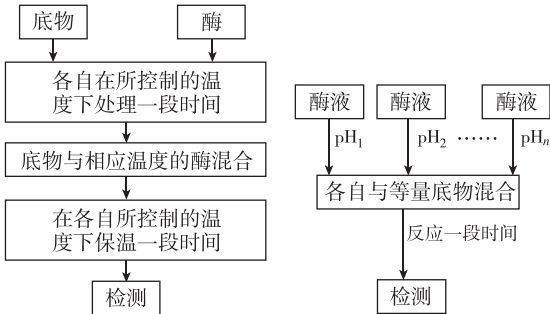 底物
酶
各自在所控制的温
度下处理一段时间
底物与相应温度的酶混合
在各自所控制的温
度下保温一段时间
检测
酶液
酶液
酶液
pH1
pH2
……
pHn
各自与等量底物混合
反应一段时间
检测